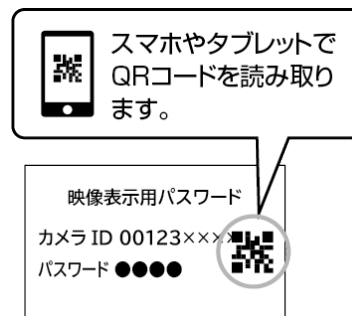 スマホやタブレットで
QRコードを読み取り
ます。
映像表示用パスワード
カメラ ID 00123××××
パスワード ●●●●